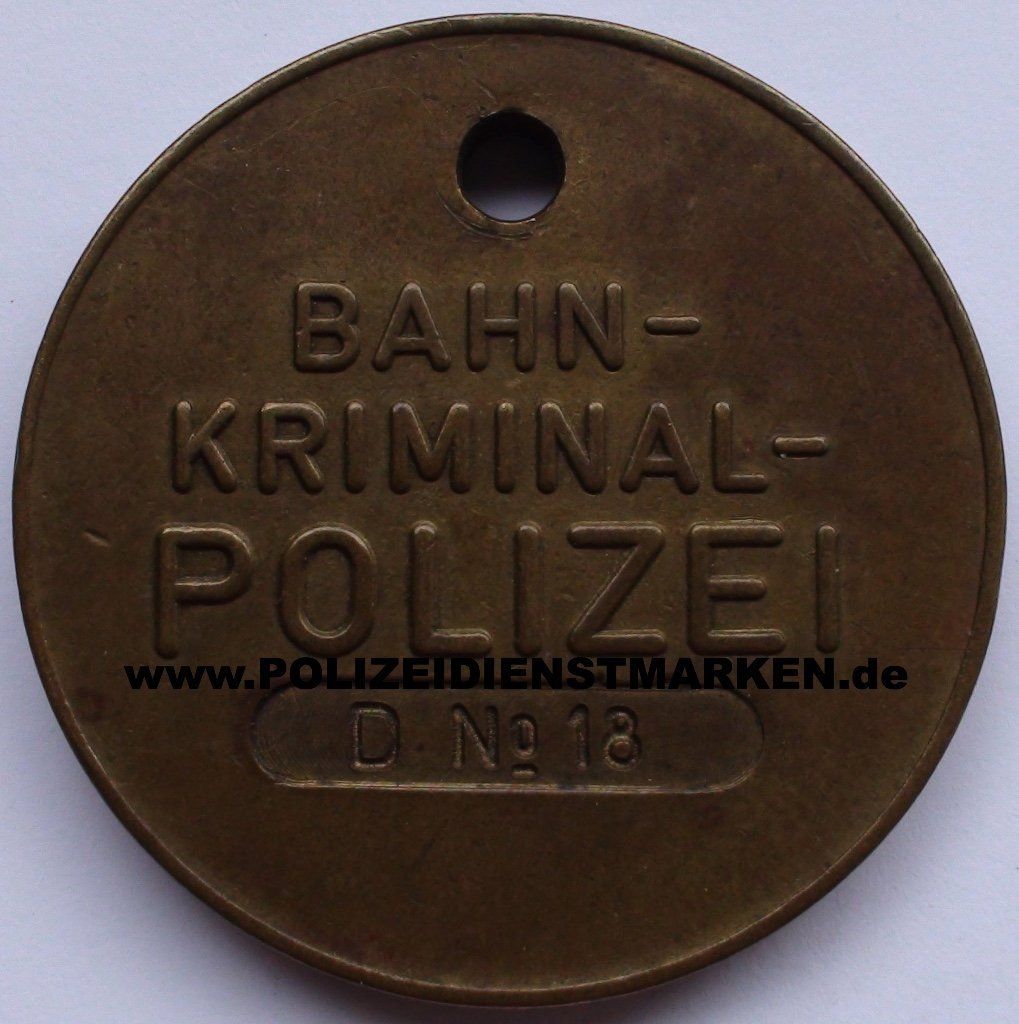 BAHN-
KRIMINAL-
POLIZEI
www.POLIZEIDIENSTMARKEN.de
D No 18